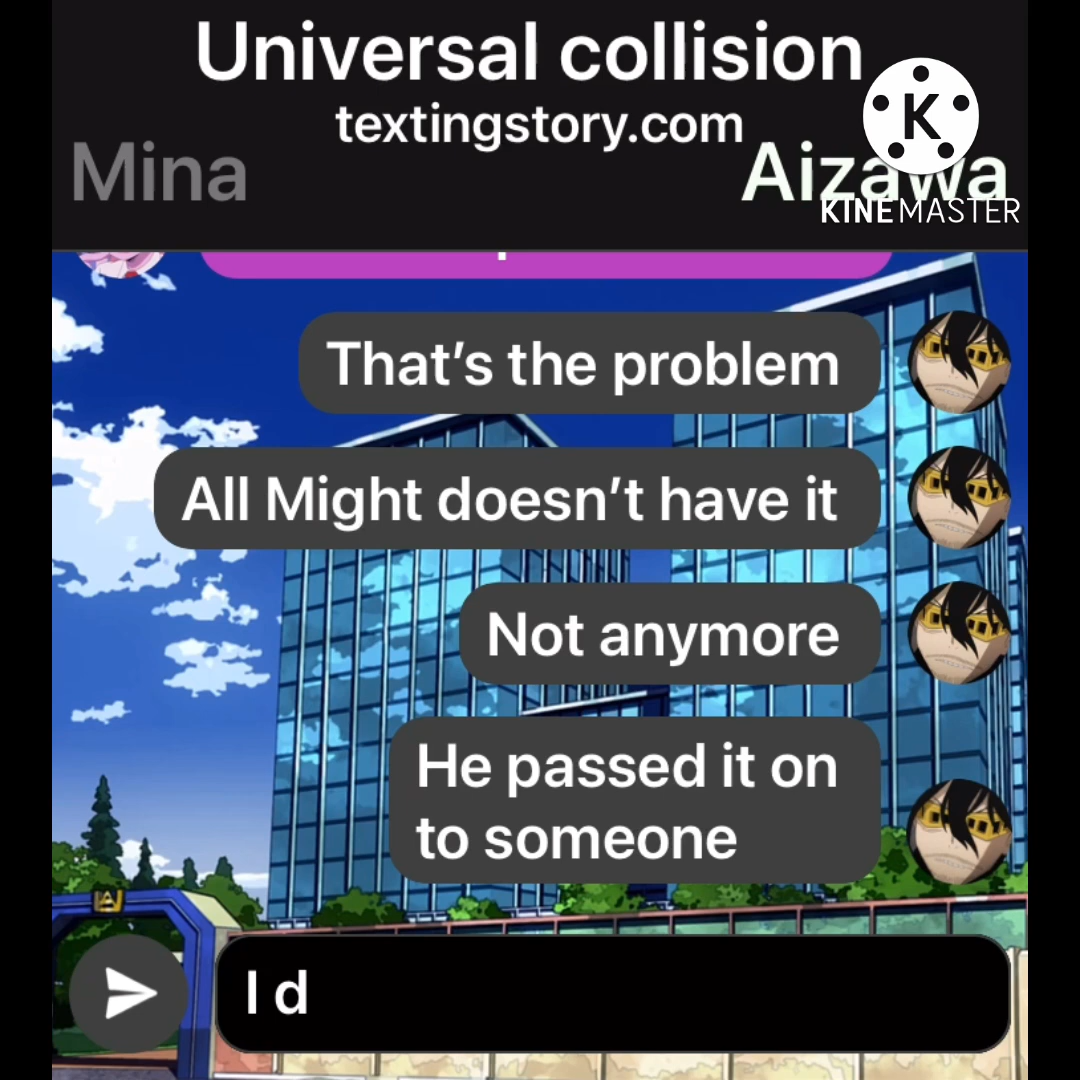 Universal collision
textingstory.com
K
Mina
Aizawa
KINEMASTER
That's the problem
All Might doesn't have it
Not anymore
He passed it on
to someone
I d